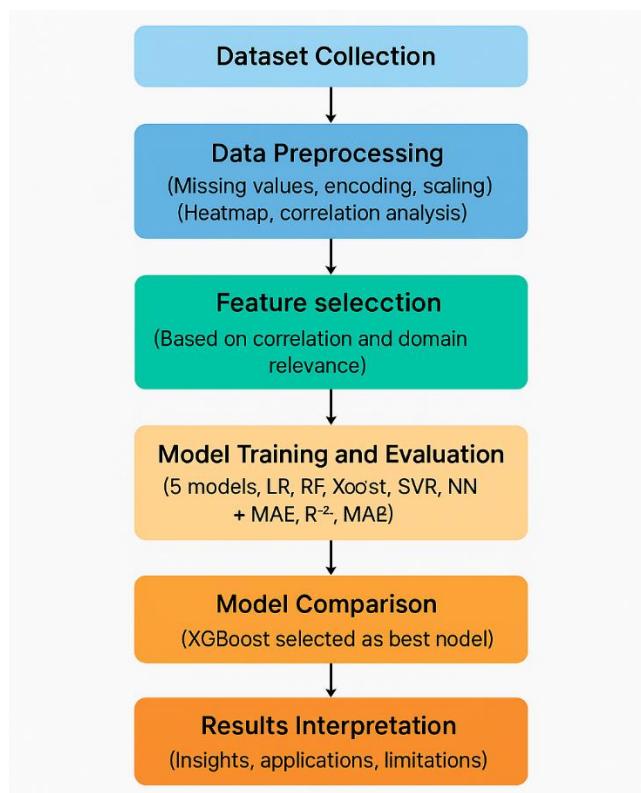 Dataset Collection
Data Preprocessing
(Missing values, encoding, scaling)
(Heatmap, correlation analysis)
Feature selecction
(Based on correlation and domain
relevance)
Model Training and Evaluation
(5 models, LR, RF, SVR, NN
+ MAE, R⁻²⁻,
Model Comparison
(XGBoost selected as best nodel)
Results Interpretation
(Insights, applications, limitations)